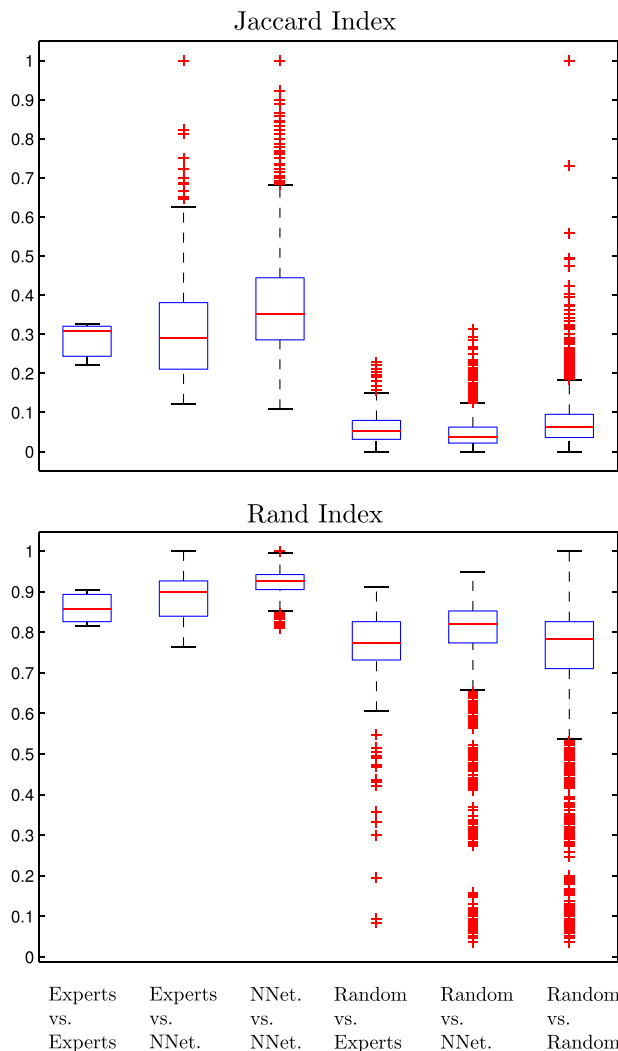 Jaccard Index
1
0.9
0.8
0.7
0.6
0.5
0.4
0.3
0.2
0.1
0
Rand Index
1
0.9
0.8
0.7
0.6
0.5
0.4
0.3
0.2
0.1
0
Experts vs. Experts
Experts vs. NNet.
NNet. vs. NNet.
Random vs. Experts
Random vs. NNet.
Random vs. Random